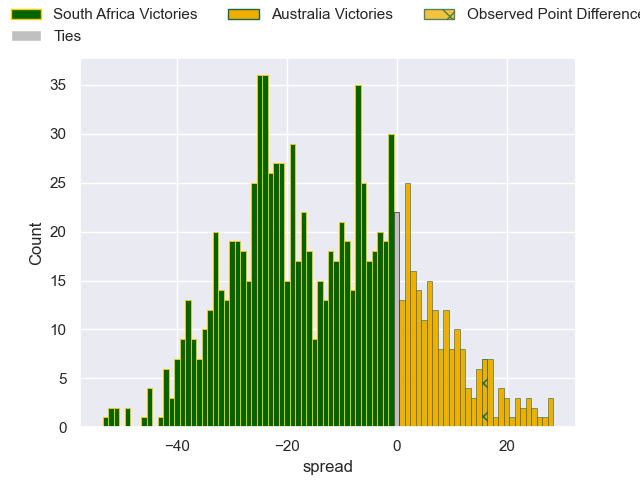 South Africa Victories
Australia Victories
Observed Point Difference
Ties
35
30
25
20
15
10
5
0
Count
−40
−20
0
20
spread